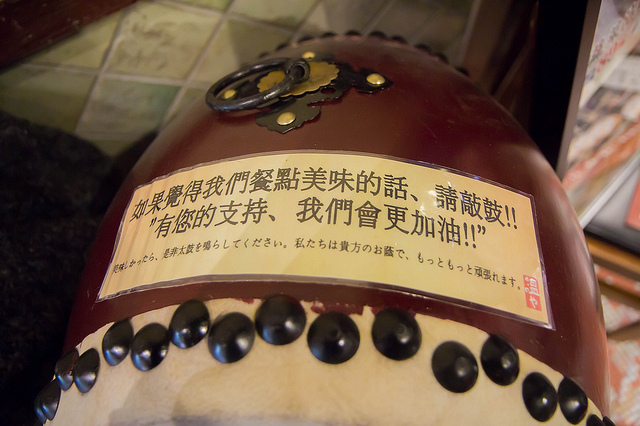 如果覺得我們餐點美味的話、請敲鼓!!
"有您的支持、我們會更加油!!"
美味しかったら、是非太鼓を鳴らしてください。私たちは貴方のお蔭で、もっともっと頑張れます。